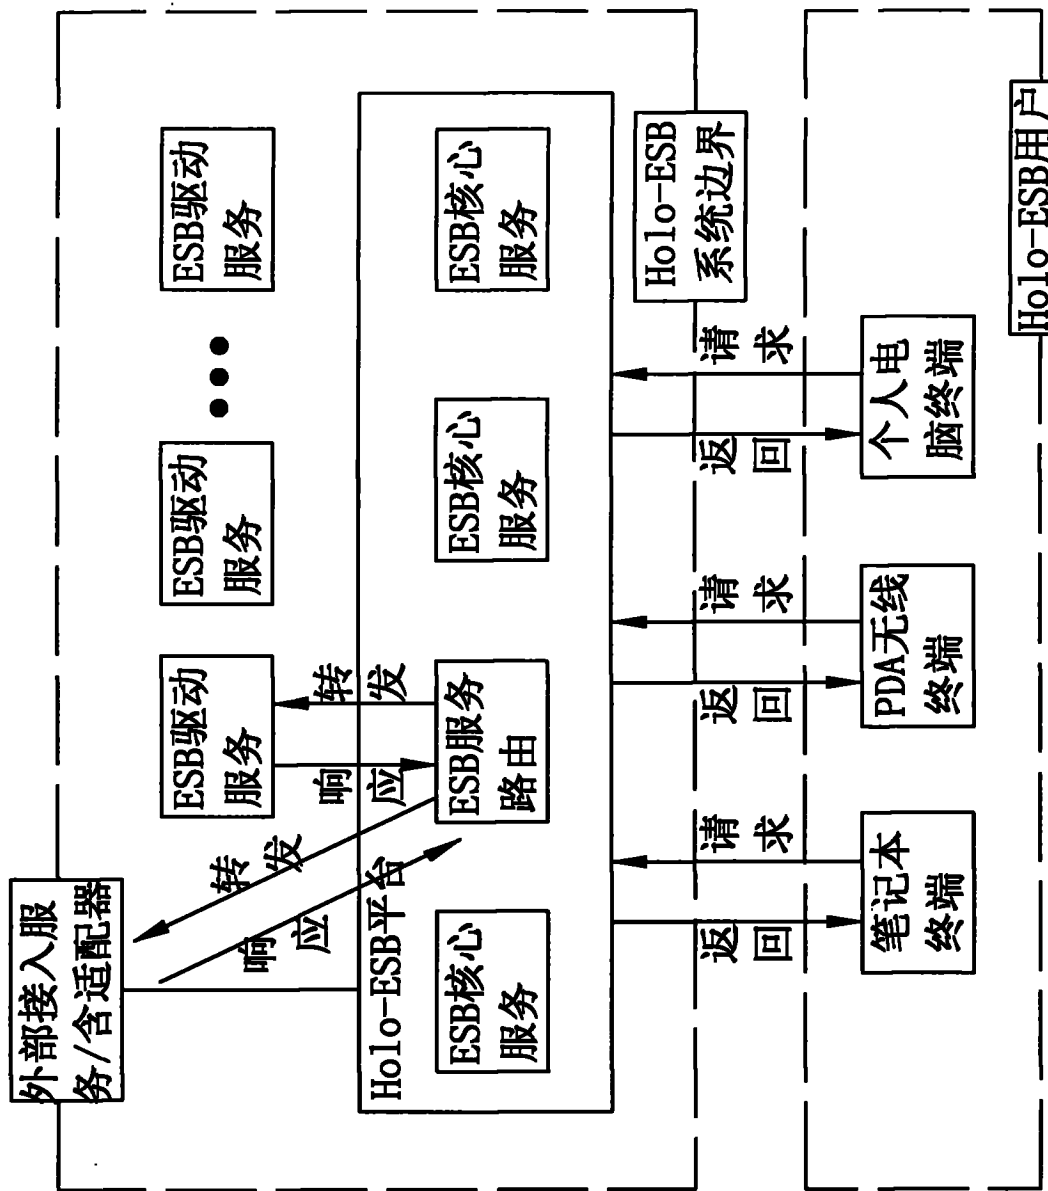 外部接入服
务/含适配器
转发
响应
ESB驱动
服务
ESB驱动
服务
ESB驱动
服务
转发
响应
Holo-ESB平台
ESB核心
服务
ESB服务
路由
ESB核心
服务
ESB核心
服务
Holo-ESB
系统边界
返回
请求
返回
请求
返回
请求
笔记本
终端
PDA无线
终端
个人电
脑终端
Holo-ESB用户